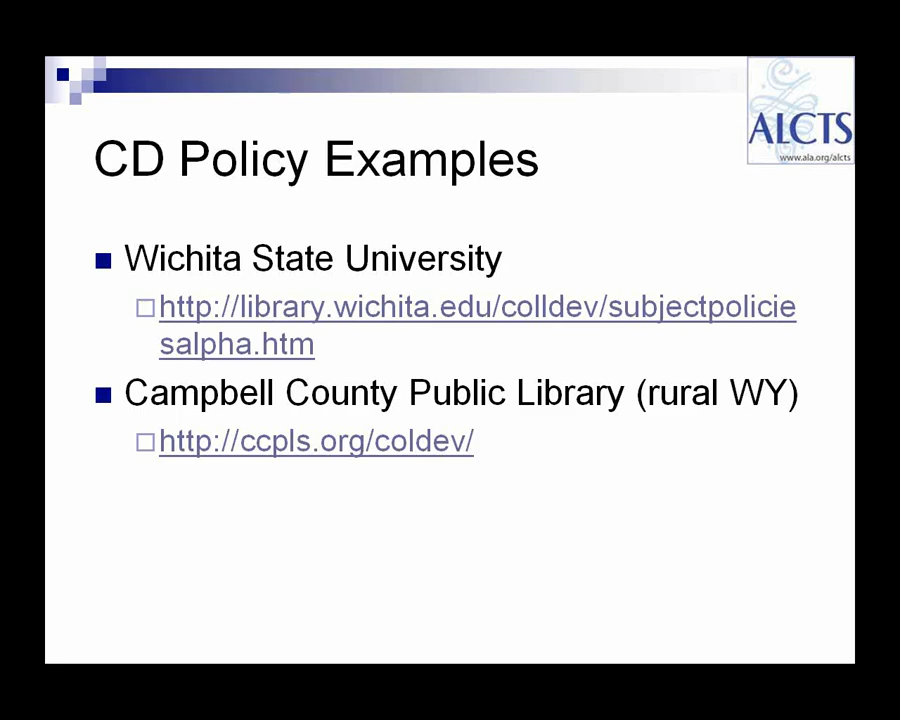 ALCTS
www.ala.org/alcts
CD Policy Examples
Wichita State University
http://library.wichita.edu/colldev/subjectpolicie
salpha.htm
Campbell County Public Library (rural WY)
http://ccpls.org/coldev/